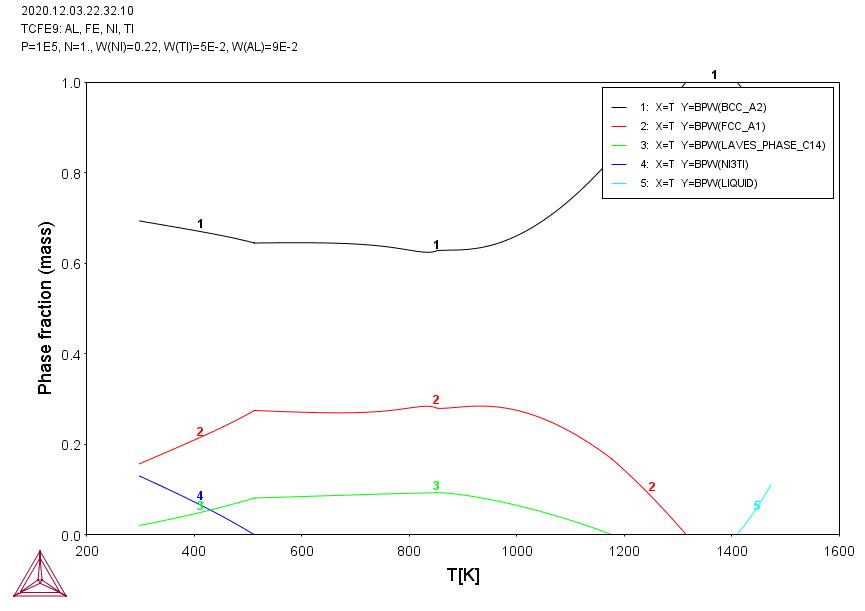 2020.12.03.22.32.10
TCFE9: AL, FE, NI, TI
P=1E5, N=1., W(NI)=0.22, W(TI)=5E-2, W(AL)=9E-2
1
1.0
1: X=T Y=BPW(BCC_A2)
2: X=T Y=BPW(FCC_A1)
3: X=T Y=BPW(LAVES_PHASE_C14)
4: X=T Y=BPW(NI3TI)
5: X=T Y=BPW(LIQUID)
0.8
1
1
0.6
Phase fraction (mass)
0.4
2
2
0.2
2
4
3
3
5
0.0
200 400 600 800 1000 1200 1400 1600
T[K]